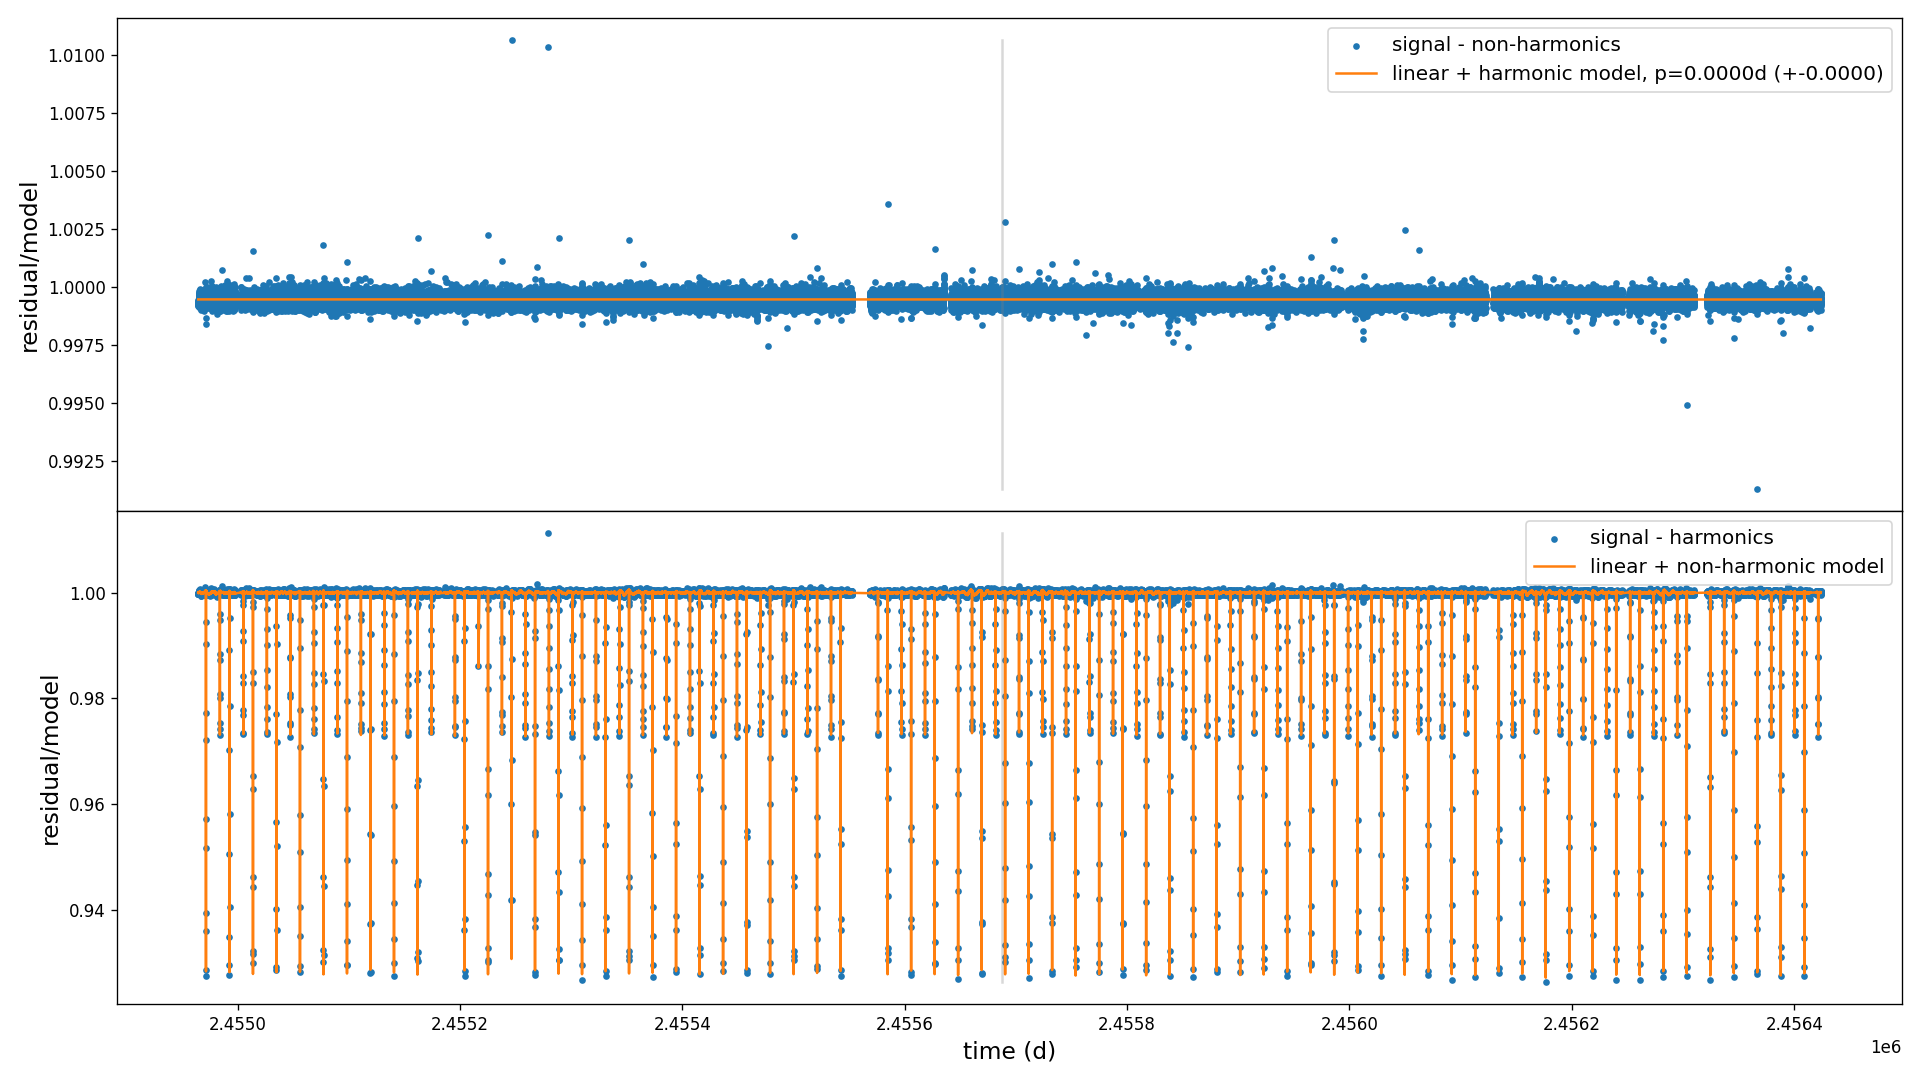 signal - non-harmonics
linear + harmonic model, p=0.0000d (+-0.0000)
1.0100
1.0075
1.0050
1.0025
1.0000
0.9975
0.9950
0.9925
residual/model
signal - harmonics
linear + non-harmonic model
1.00
0.98
0.96
0.94
residual/model
2.4550
2.4552
2.4554
2.4556
2.4558
2.4560
2.4562
2.4564
1e6
time (d)